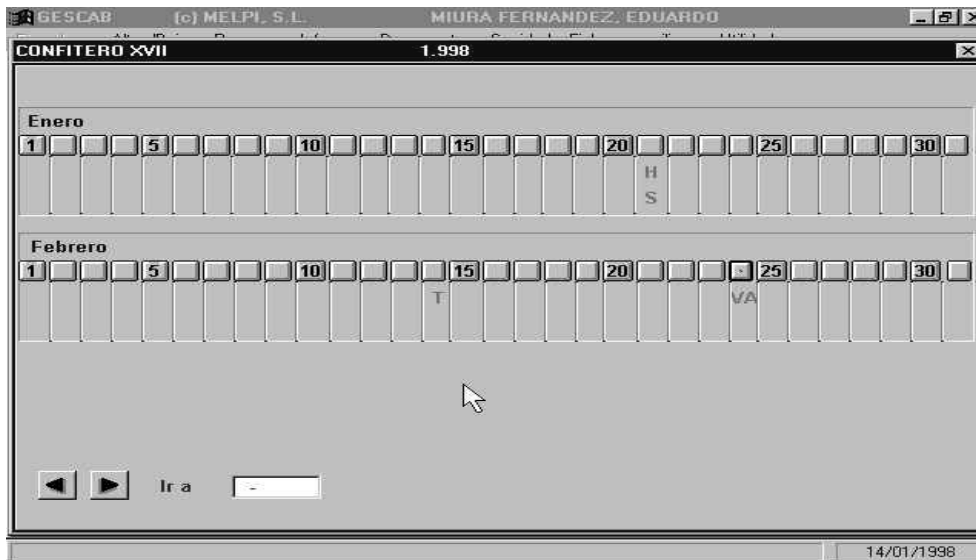 GESCAB (c) MELPI, S.L. MIURA FERNANDEZ, EDUARDO
CONFITERO XVII 1.998
Enero
1 5 10 15 20 25 30
H
S
Febrero
1 5 10 15 20 25 30
T VA
Ir a -
14/01/1998